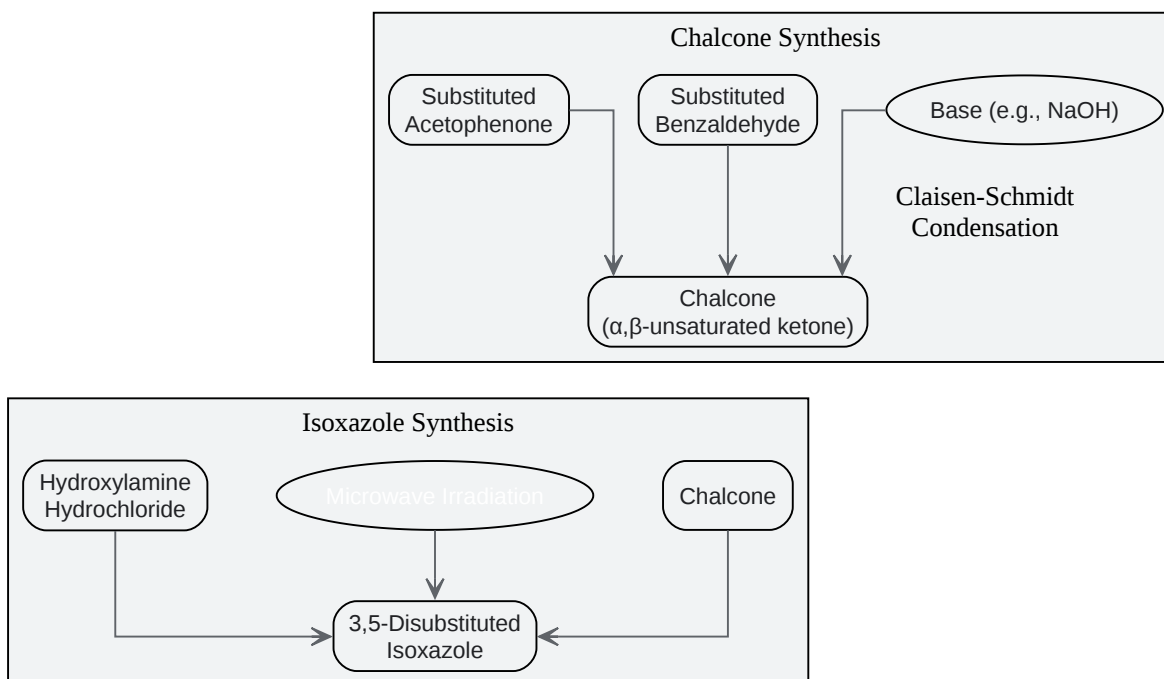 Chalcone Synthesis
Substituted
Acetophenone
Substituted
Benzaldehyde
Base (e.g., NaOH)
Claisen-Schmidt
Condensation
Chalcone
(α,β-unsaturated ketone)
Isoxazole Synthesis
Hydroxylamine
Hydrochloride
Microwave Irradiation
Chalcone
3,5-Disubstituted
Isoxazole